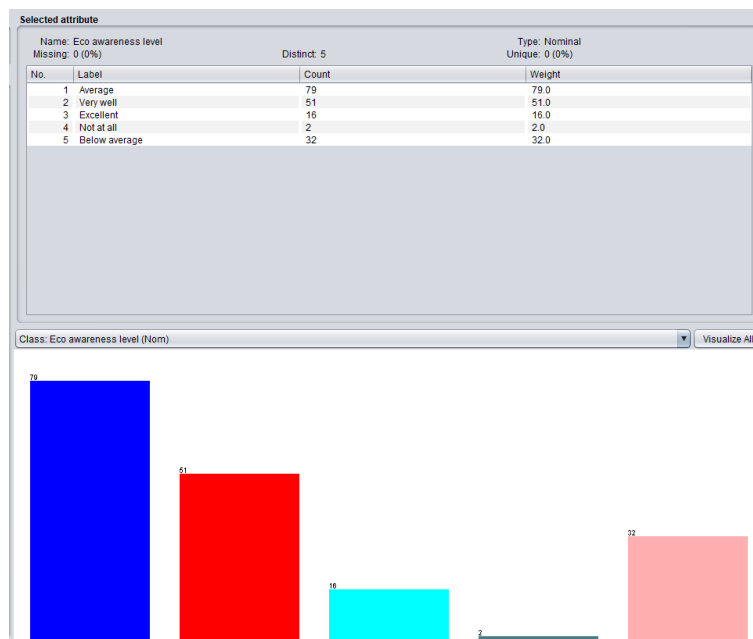 Selected attribute
Name: Eco awareness level Type: Nominal
Missing: 0 (0%) Distinct: 5 Unique: 0 (0%)
No. Label Count Weight
1 Average 79 79.0
2 Very well 51 51.0
3 Excellent 16 16.0
4 Not at all 2 2.0
5 Below average 32 32.0
Class: Eco awareness level (Nom) Visualize All
79
51
16
2
32